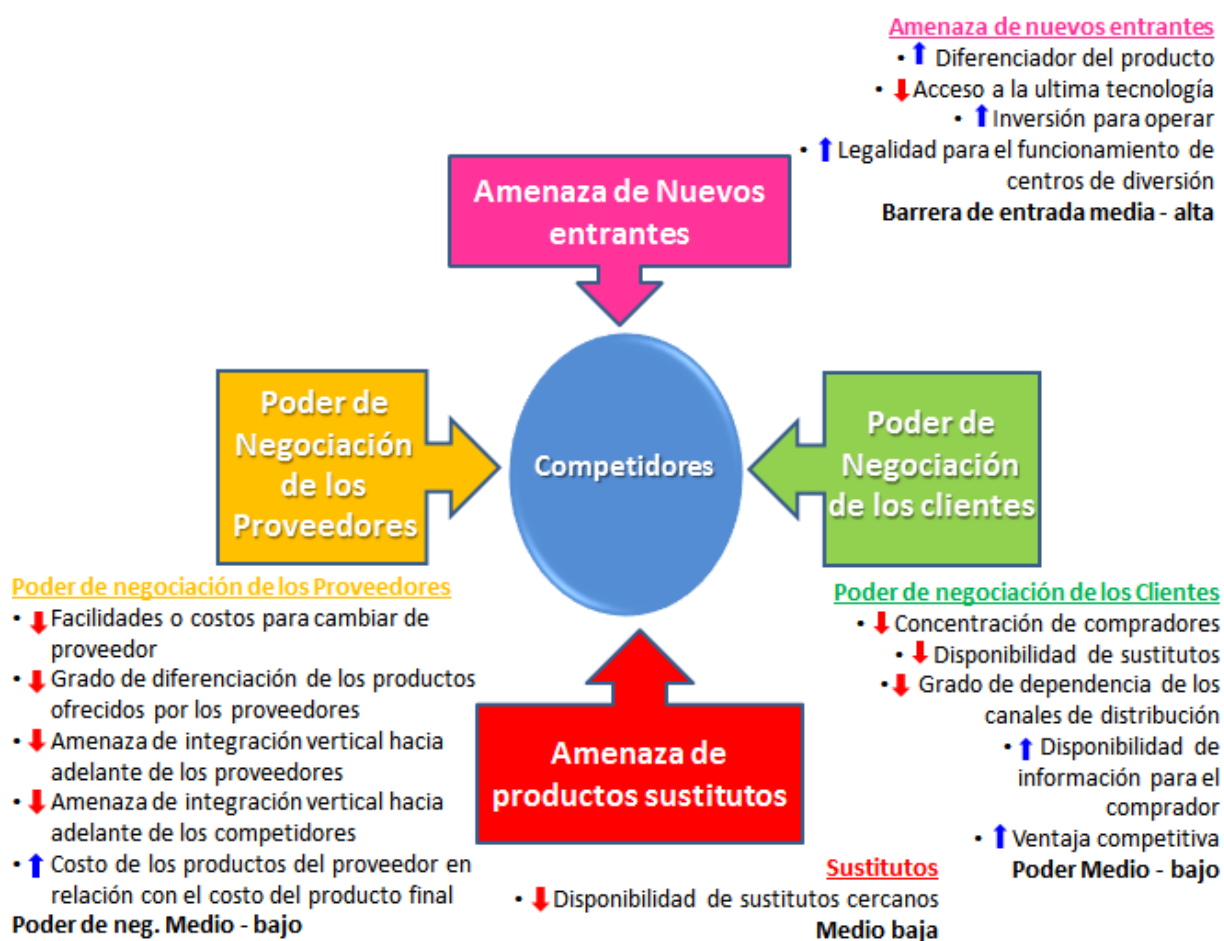 Amenaza de nuevos entrantes
• Diferenciador del producto
• Acceso a la ultima tecnología
• Inversión para operar
• Legalidad para el funcionamiento de
centros de diversión
Barrera de entrada media - alta
Amenaza de Nuevos
entrantes
Poder de
Negociación
de los
Proveedores
Competidores
Poder de
Negociación
de los clientes
Poder de negociación de los Proveedores
• Facilidades o costos para cambiar de
proveedor
• Grado de diferenciación de los productos
ofrecidos por los proveedores
• Amenaza de integración vertical hacia
adelante de los proveedores
• Amenaza de integración vertical hacia
adelante de los competidores
• Costo de los productos del proveedor en
relación con el costo del producto final
Poder de neg. Medio - bajo
Amenaza de
productos sustitutos
Sustitutos
• Disponibilidad de sustitutos cercanos
Medio baja
Poder de negociación de los Clientes
• Concentración de compradores
• Disponibilidad de sustitutos
• Grado de dependencia de los
canales de distribución
• Disponibilidad de
información para el
comprador
• Ventaja competitiva
Poder Medio - bajo